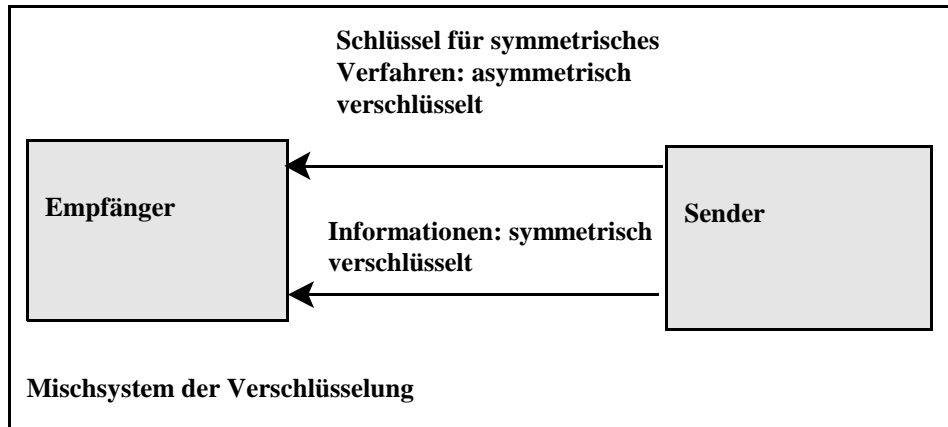 Schlüssel für symmetrisches
Verfahren: asymmetrisch
verschlüsselt
Empfänger
Sender
Informationen: symmetrisch
verschlüsselt
Mischsystem der Verschlüsselung